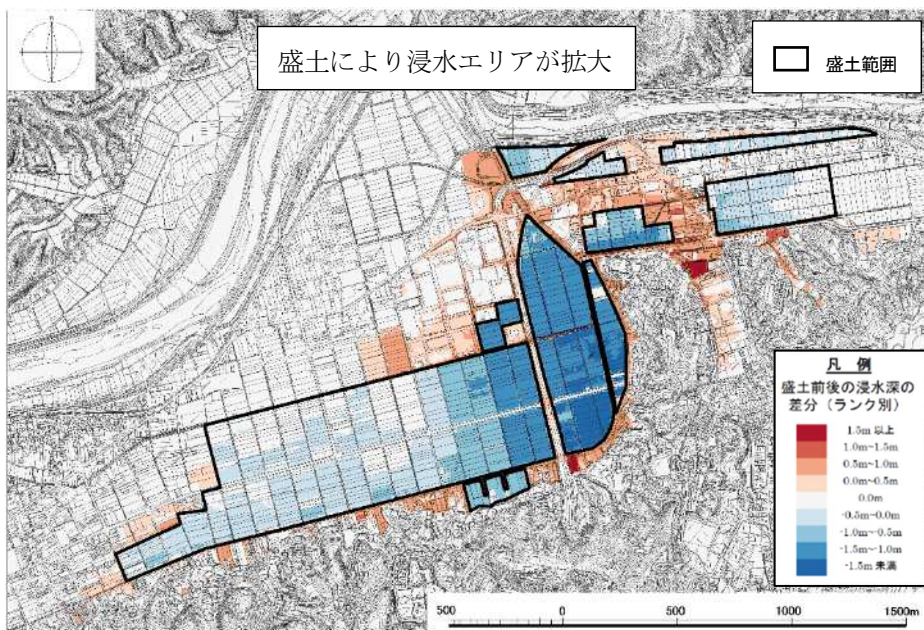 盛土により浸水エリアが拡大
盛土範囲
凡 例
盛土前後の浸水深の
差分（ランク別）
1.5m 以上
1.0m~1.5m
0.5m~1.0m
0.0m~0.5m
0.0m
-0.5m~0.0m
-1.0m~-0.5m
-1.5m~-1.0m
-1.5m 未満
500 0 500 1000 1500m